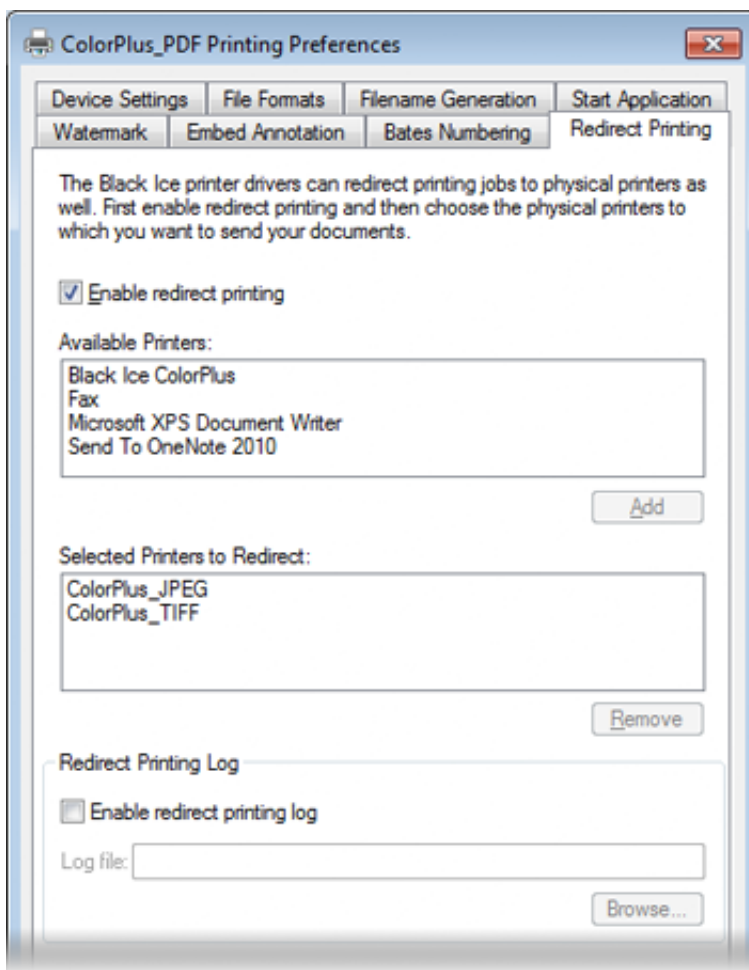 ColorPlus_PDF Printing Preferences
Device Settings File Formats Filename Generation Start Application
Watermark Embed Annotation Bates Numbering Redirect Printing
The Black Ice printer drivers can redirect printing jobs to physical printers as
well. First enable redirect printing and then choose the physical printers to
which you want to send your documents.
Enable redirect printing
Available Printers:
Black Ice ColorPlus
Fax
Microsoft XPS Document Writer
Send To OneNote 2010
Add
Selected Printers to Redirect:
ColorPlus_JPEG
ColorPlus_TIFF
Remove
Redirect Printing Log
Enable redirect printing log
Log file:
Browse...